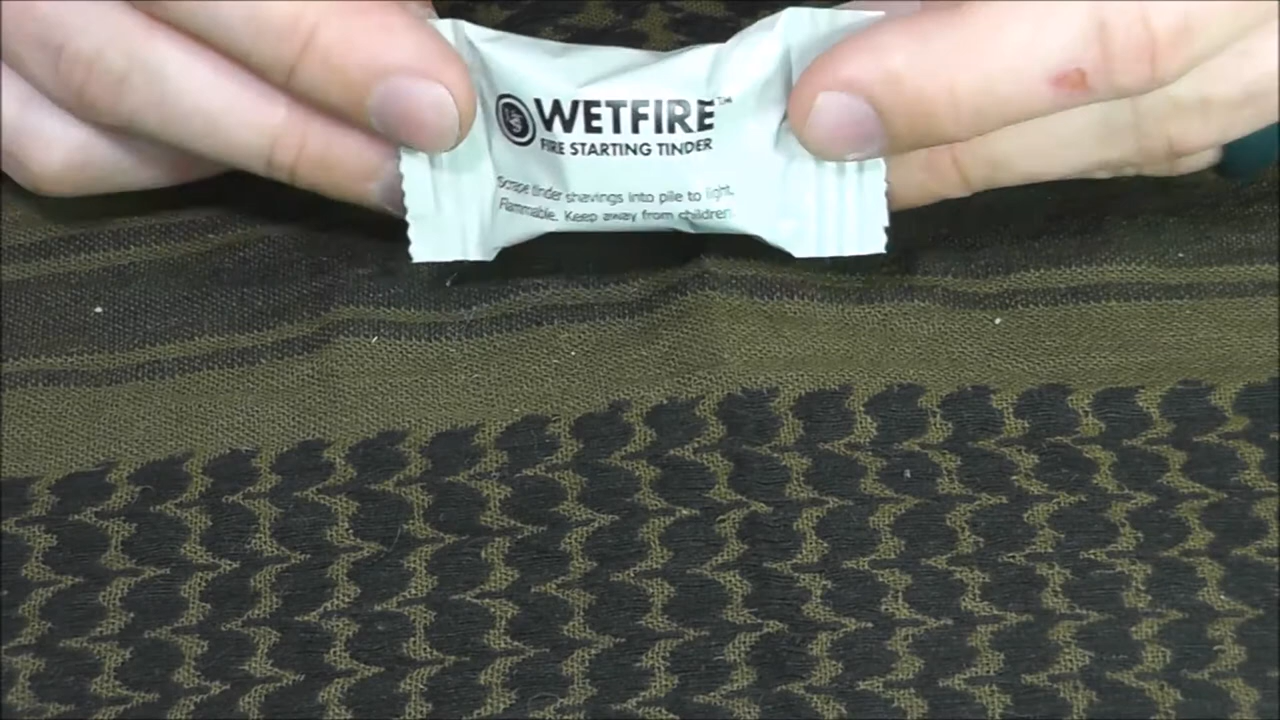 WETFIRE™
FIRE STARTING TINDER
Scrape tinder shavings into pile to light.
Flammable. Keep away from children.